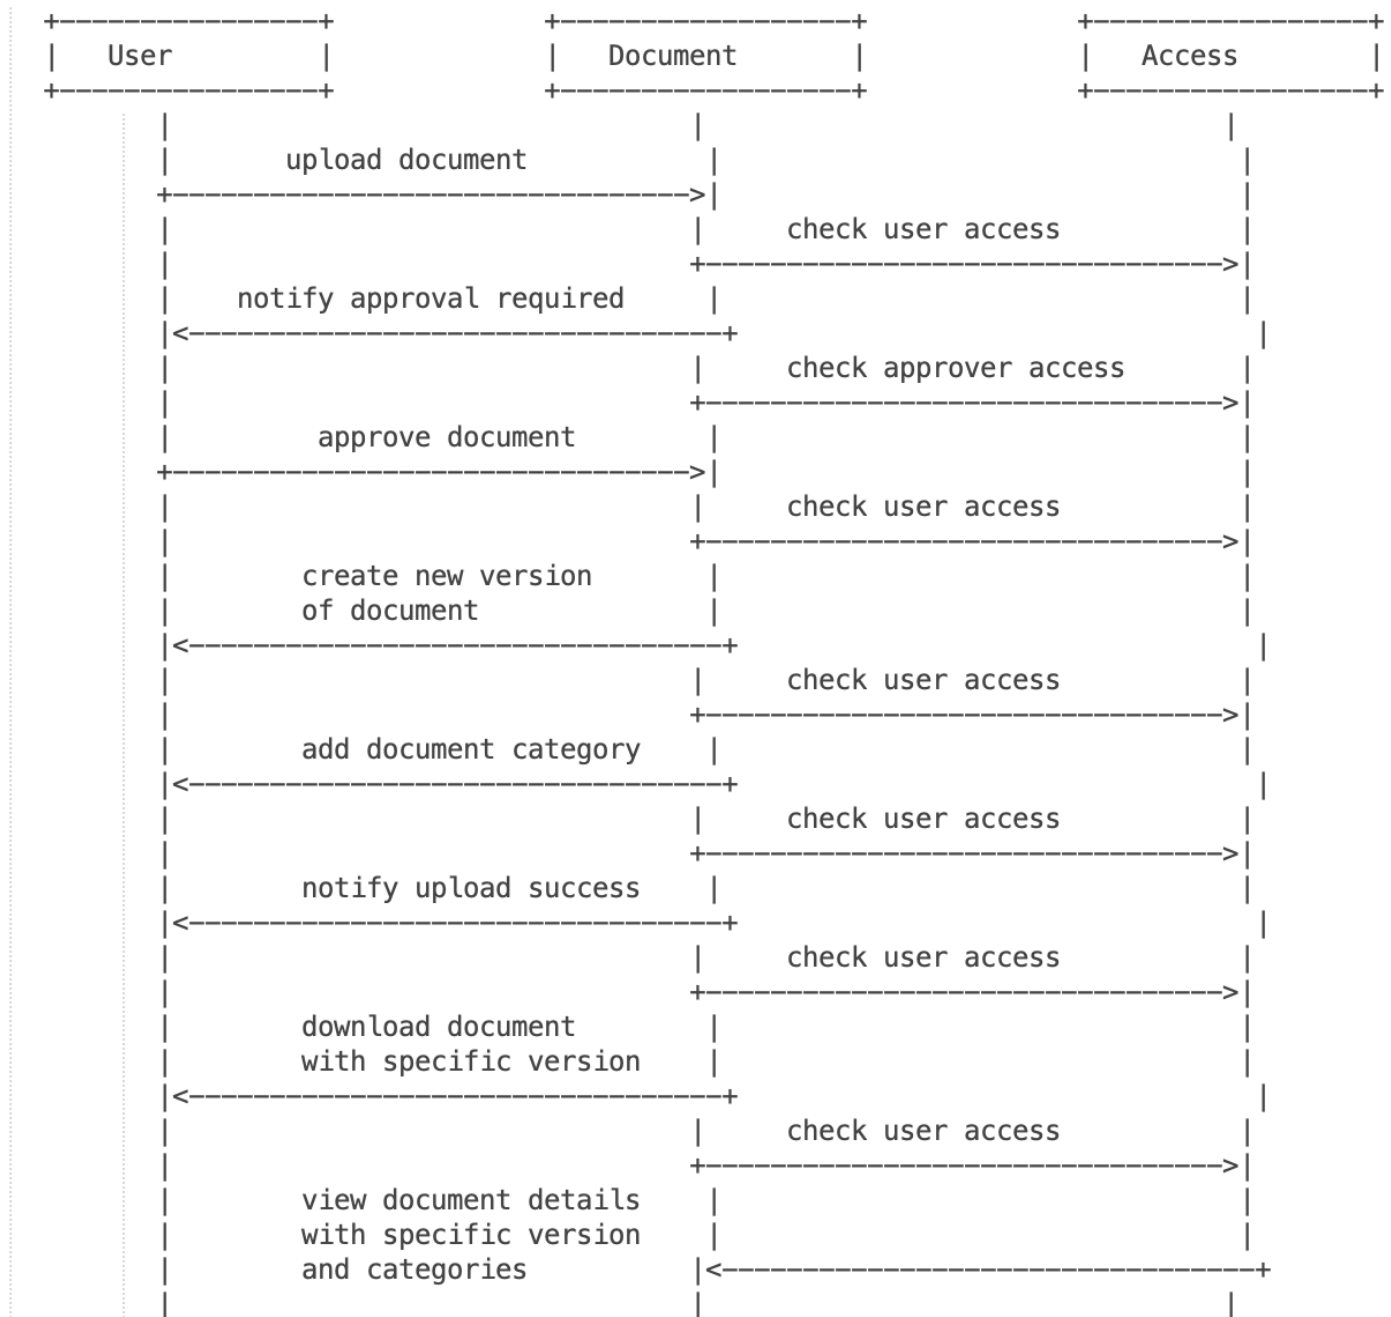 User Document Access
upload document
check user access
notify approval required
check approver access
approve document
check user access
create new version
of document
check user access
add document category
check user access
notify upload success
check user access
download document
with specific version
check user access
view document details
with specific version
and categories